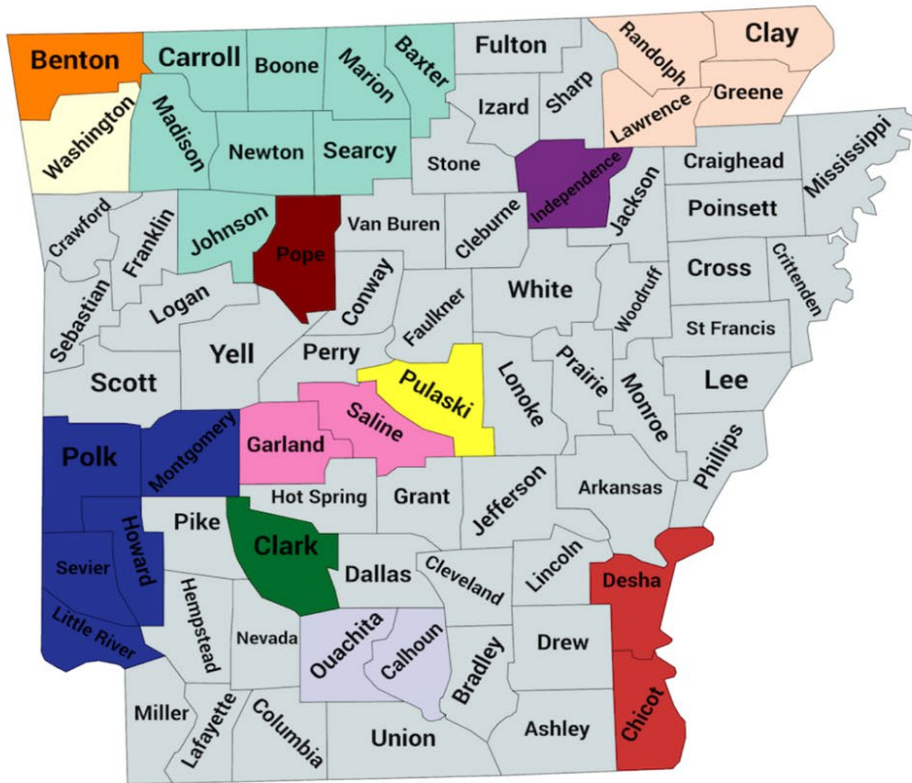 Benton
Carroll
Boone
Marion
Baxter
Fulton
Randolph
Clay
Washington
Madison
Newton
Searcy
Izard
Sharp
Lawrence
Greene
Stone
Independence
Jackson
Craighead
Mississippi
Crawford
Franklin
Johnson
Pope
Van Buren
Cleburne
Poinsett
Sebastian
Logan
Conway
Faulkner
White
Woodruff
Cross
Crittenden
Scott
Yell
Perry
Pulaski
Lonoke
Prairie
Monroe
St Francis
Lee
Polk
Montgomery
Garland
Saline
Phillips
Hot Spring
Grant
Jefferson
Arkansas
Howard
Pike
Clark
Dallas
Cleveland
Lincoln
Desha
Sevier
Little River
Hempstead
Nevada
Ouachita
Calhoun
Bradley
Drew
Chicot
Miller
Lafayette
Columbia
Union
Ashley